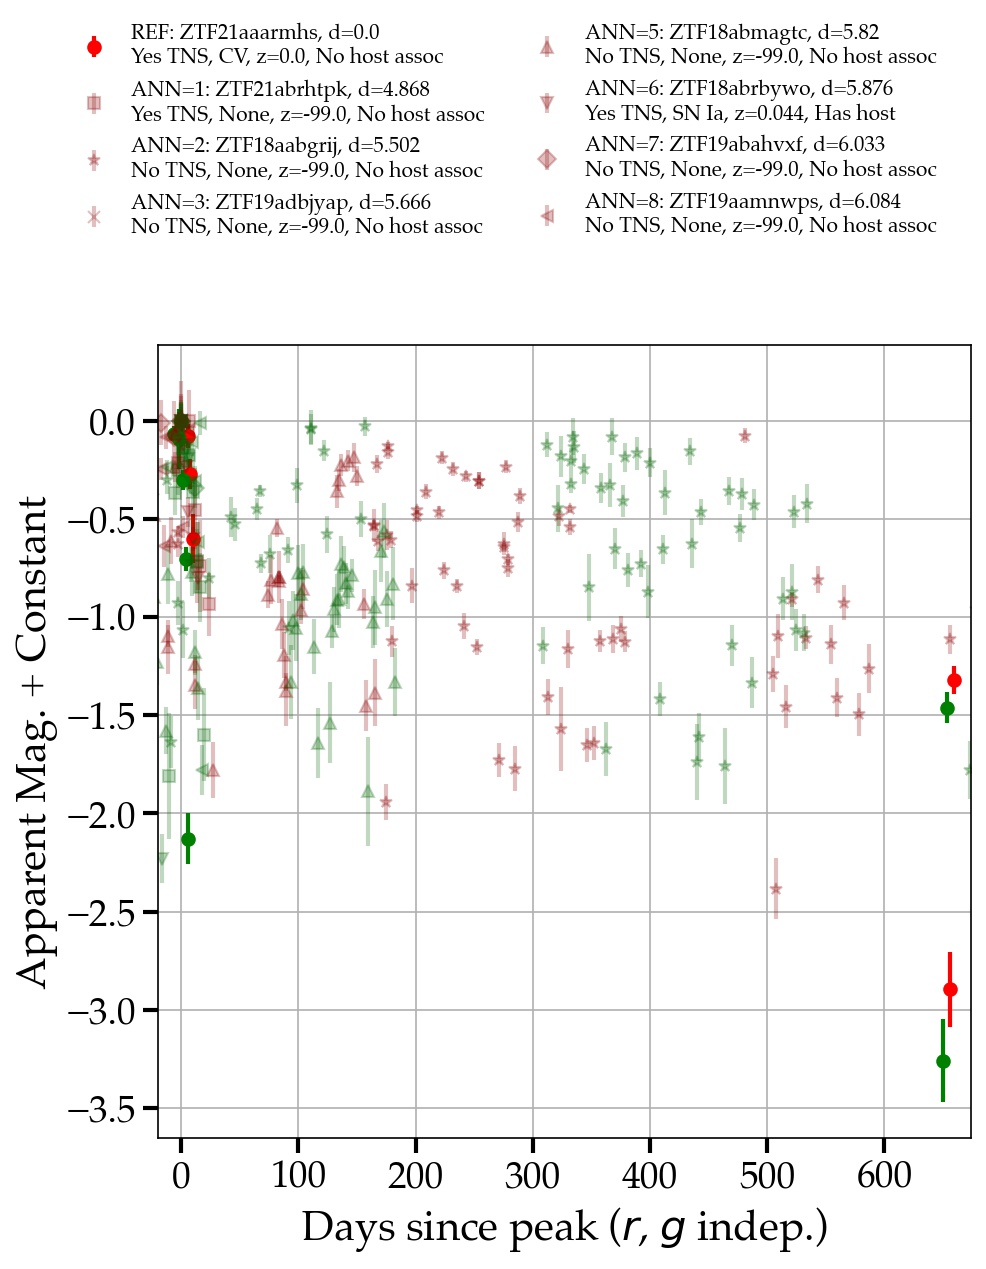 REF: ZTF21aaarmhs, d=0.0
Yes TNS, CV, z=0.0, No host assoc
ANN=1: ZTF21abrhtpk, d=4.868
Yes TNS, None, z=-99.0, No host assoc
ANN=2: ZTF18aabgrij, d=5.502
No TNS, None, z=-99.0, No host assoc
ANN=3: ZTF19adbjyap, d=5.666
No TNS, None, z=-99.0, No host assoc
ANN=5: ZTF18abmagtc, d=5.82
No TNS, None, z=-99.0, No host assoc
ANN=6: ZTF18abrbywo, d=5.876
Yes TNS, SN Ia, z=0.044, Has host
ANN=7: ZTF19abahvxf, d=6.033
No TNS, None, z=-99.0, No host assoc
ANN=8: ZTF19aamnwps, d=6.084
No TNS, None, z=-99.0, No host assoc
Apparent Mag. + Constant
0.0
−0.5
−1.0
−1.5
−2.0
−2.5
−3.0
−3.5
0 100 200 300 400 500 600
Days since peak (r, g indep.)